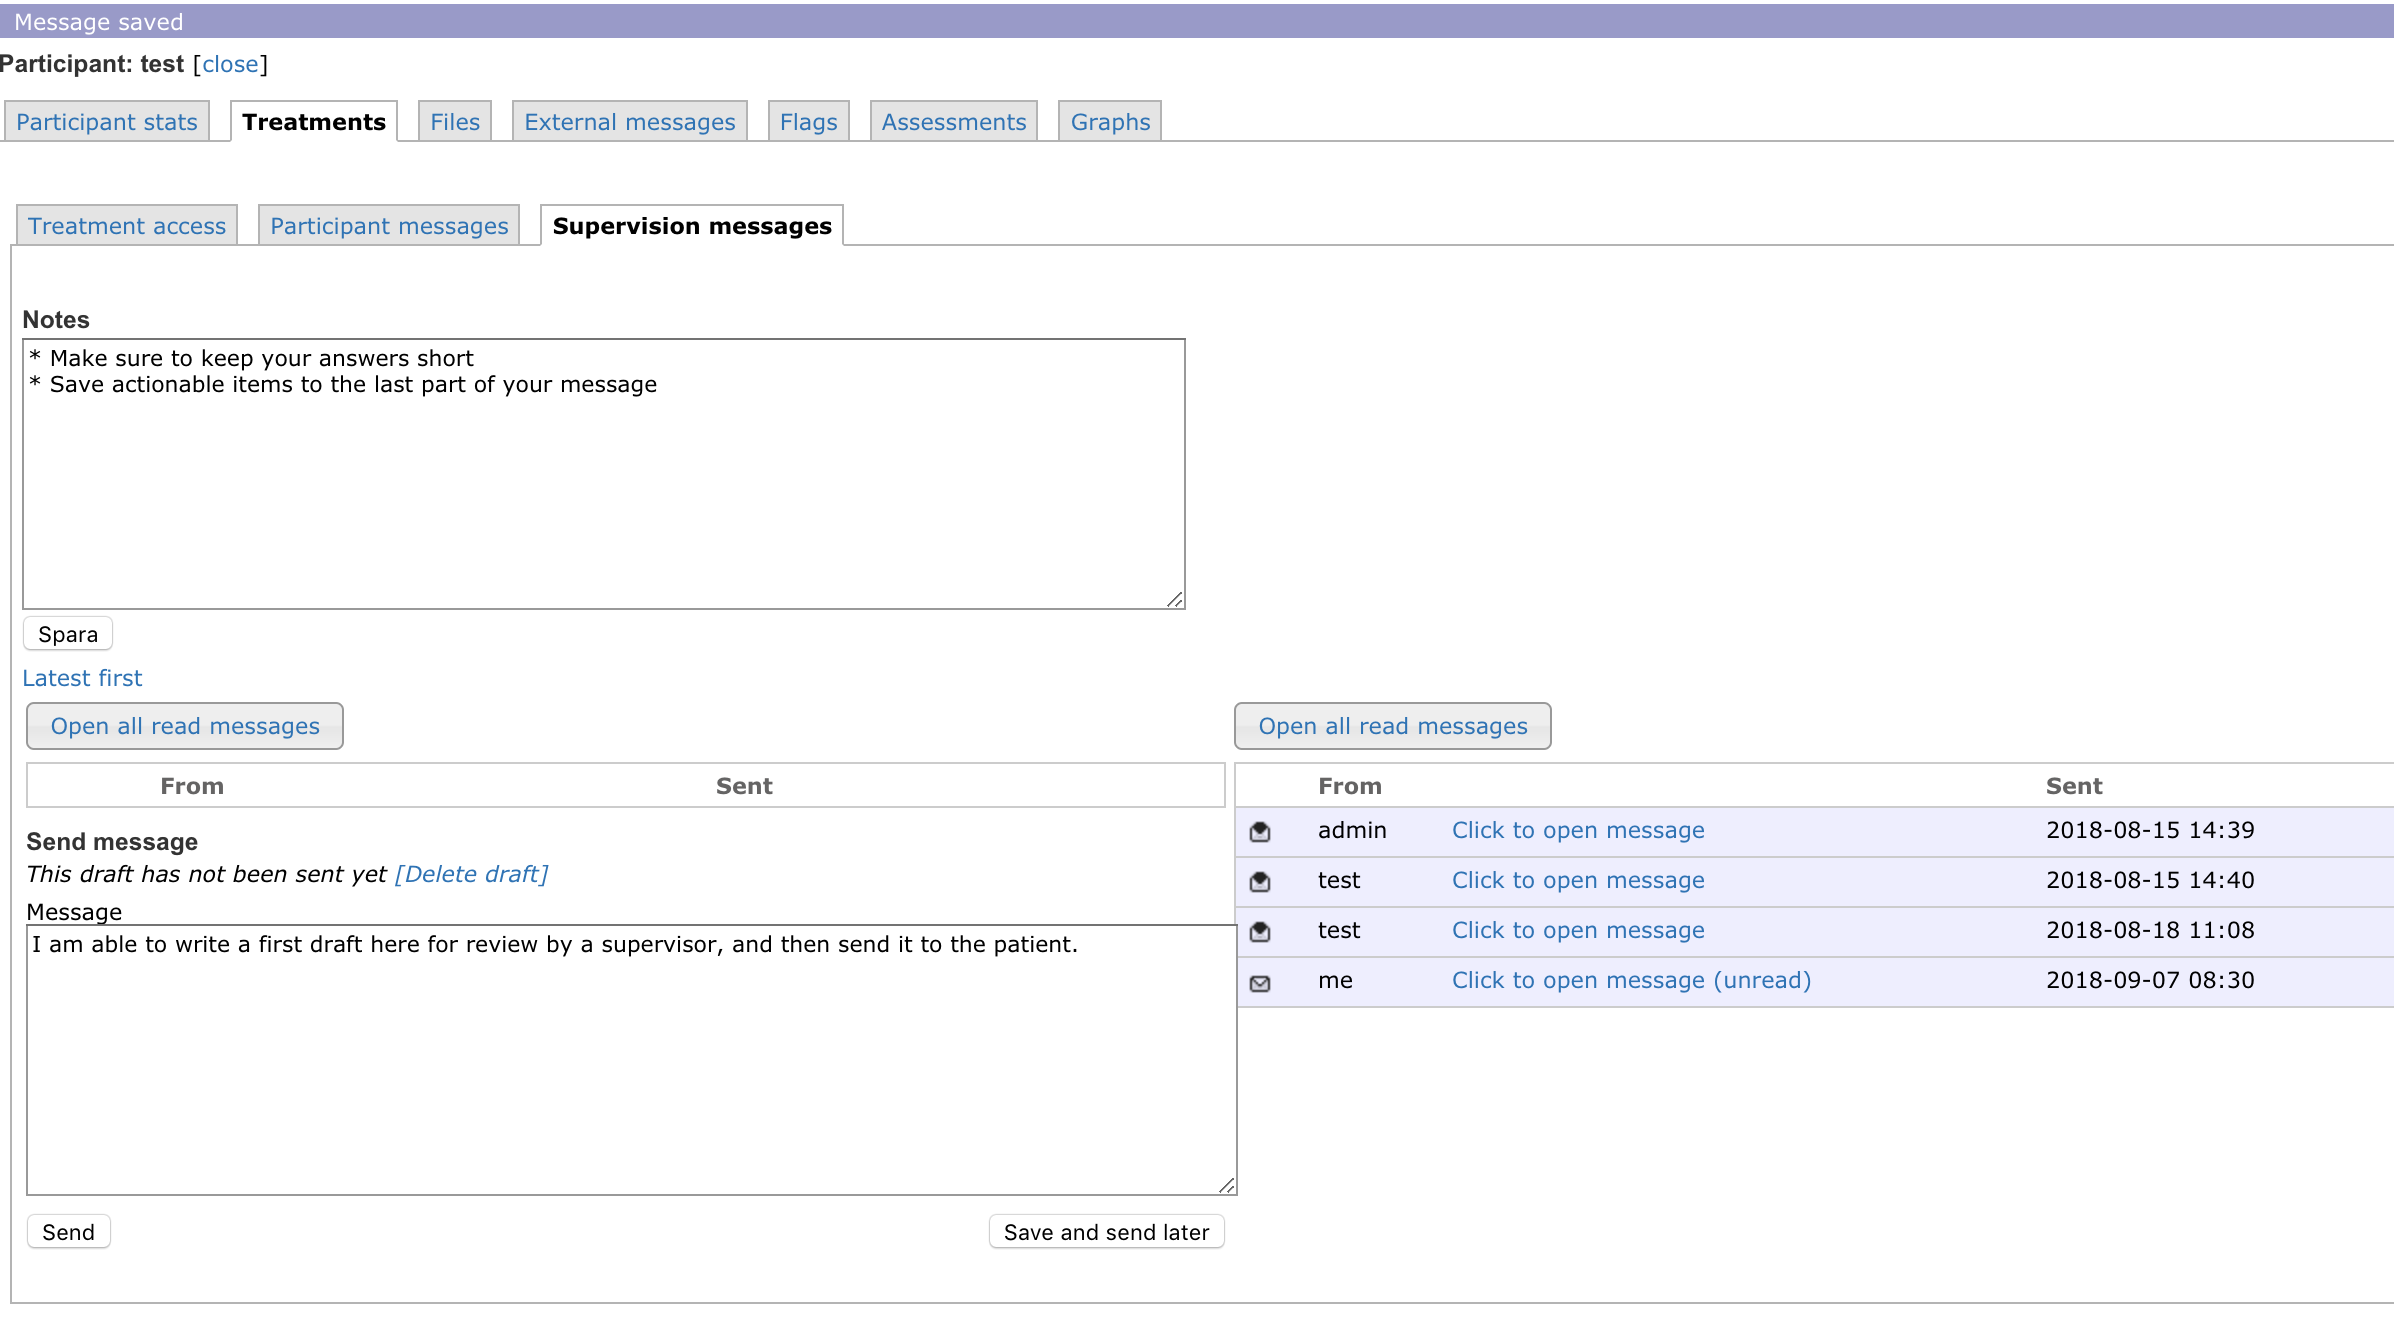 Message saved
Participant: test [close]
Participant stats Treatments Files External messages Flags Assessments Graphs
Treatment access Participant messages Supervision messages
Notes
* Make sure to keep your answers short
* Save actionable items to the last part of your message
Spara
Latest first
Open all read messages
From Sent
Send message
This draft has not been sent yet [Delete draft]
Message
I am able to write a first draft here for review by a supervisor, and then send it to the patient.
Send Save and send later
Open all read messages
From Sent
admin Click to open message 2018-08-15 14:39
test Click to open message 2018-08-15 14:40
test Click to open message 2018-08-18 11:08
me Click to open message (unread) 2018-09-07 08:30